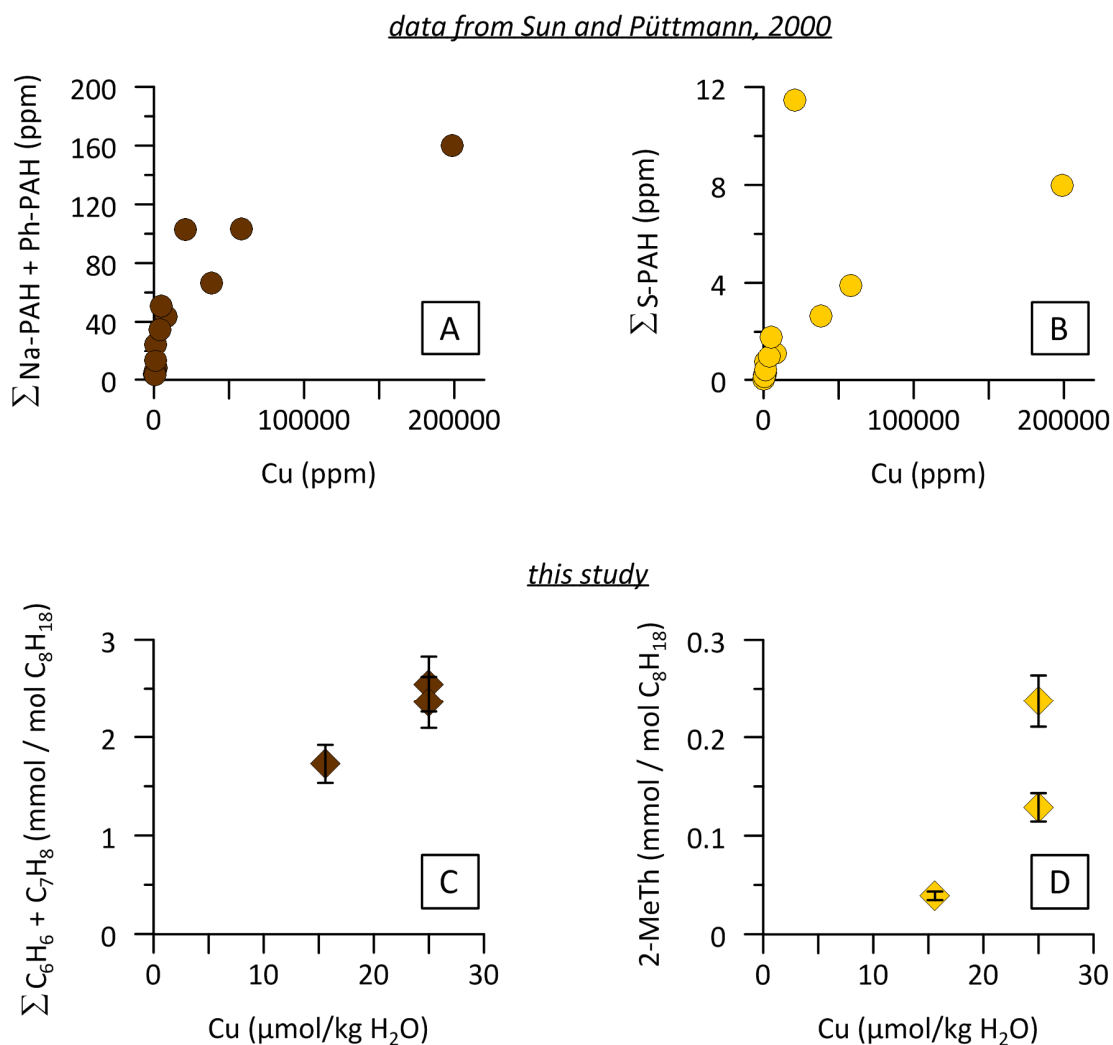 data from Sun and Püttmann, 2000
∑Na-PAH + Ph-PAH (ppm)
200
160
120
80
40
0
A
0 100000 200000
Cu (ppm)
∑S-PAH (ppm)
12
8
4
0
B
0 100000 200000
Cu (ppm)
this study
∑C₆H₆ + C₇H₈ (mmol / mol C₈H₁₈)
3
2
1
0
C
0 10 20 30
Cu (µmol/kg H₂O)
2-MeTh (mmol / mol C₈H₁₈)
0.3
0.2
0.1
0
D
0 10 20 30
Cu (µmol/kg H₂O)